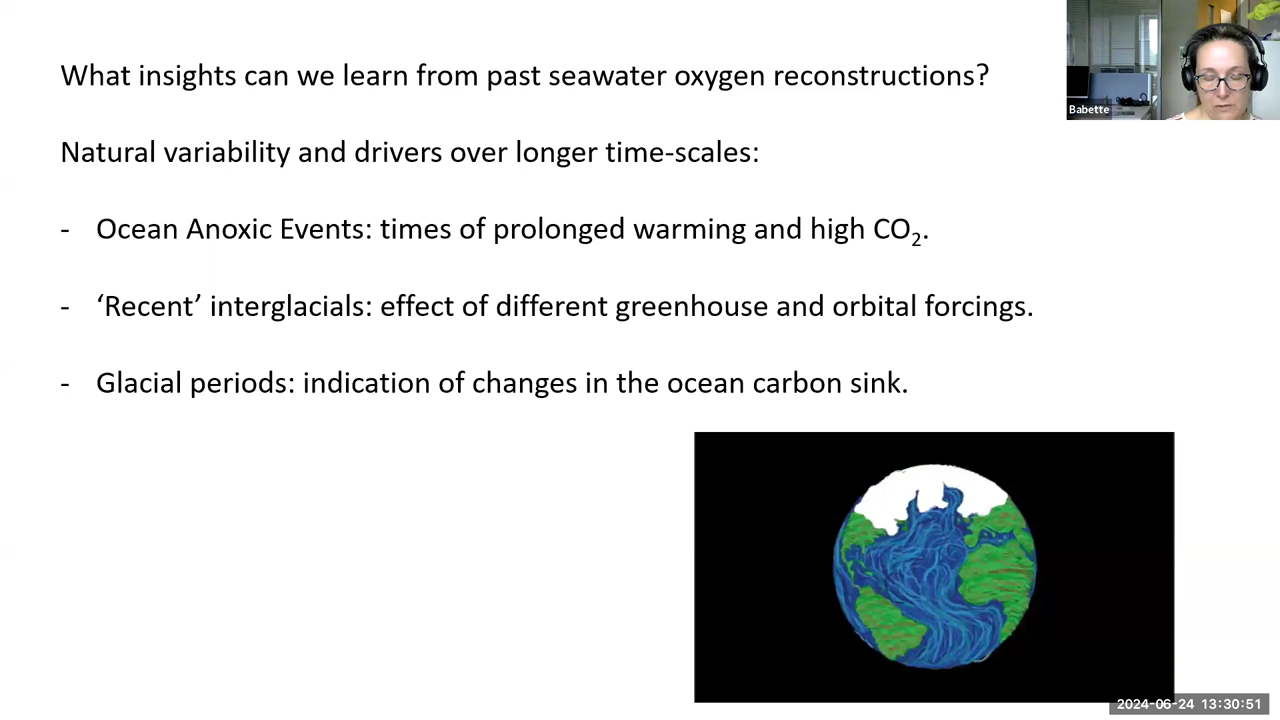 What insights can we learn from past seawater oxygen reconstructions?
Babette
Natural variability and drivers over longer time-scales:
- Ocean Anoxic Events: times of prolonged warming and high CO₂.
- ‘Recent’ interglacials: effect of different greenhouse and orbital forcings.
- Glacial periods: indication of changes in the ocean carbon sink.
2024-06-24 13:30:51